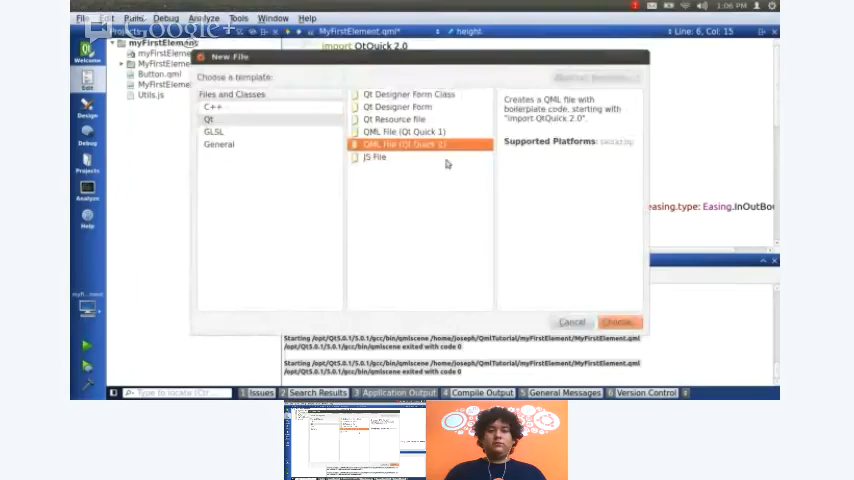 1:06 PM
File Edit Build Debug Analyze Tools Window Help
Google+
Projects
MyFirstElement.qml*
height
Line: 6, Col: 15
Welcome
Edit
Design
Debug
Projects
Analyze
Help
myFirstElement
myFirstEleme
MyFirstEleme
Button.qml
MyFirstEleme
Utils.js
import QtQuick 2.0
New File
Choose a template:
Files and Classes
C++
Qt
GLSL
General
Qt Designer Form Class
Qt Designer Form
Qt Resource file
QML File (Qt Quick 1)
QML File (Qt Quick 2)
JS File
Creates a QML file with
boilerplate code, starting with
"import QtQuick 2.0".
Supported Platforms: Desktop
Cancel
Choose...
easing.type: Easing.InOutBou
Starting /opt/Qt5.0.1/5.0.1/gcc/bin/qmlscene /home/joseph/QmlTutorial/myFirstElement/MyFirstElement.qml
/opt/Qt5.0.1/5.0.1/gcc/bin/qmlscene exited with code 0
Starting /opt/Qt5.0.1/5.0.1/gcc/bin/qmlscene /home/joseph/QmlTutorial/myFirstElement/MyFirstElement.qml
/opt/Qt5.0.1/5.0.1/gcc/bin/qmlscene exited with code 0
Type to locate (Ctrl...
1 Issues
2 Search Results
3 Application Output
4 Compile Output
5 General Messages
6 Version Control